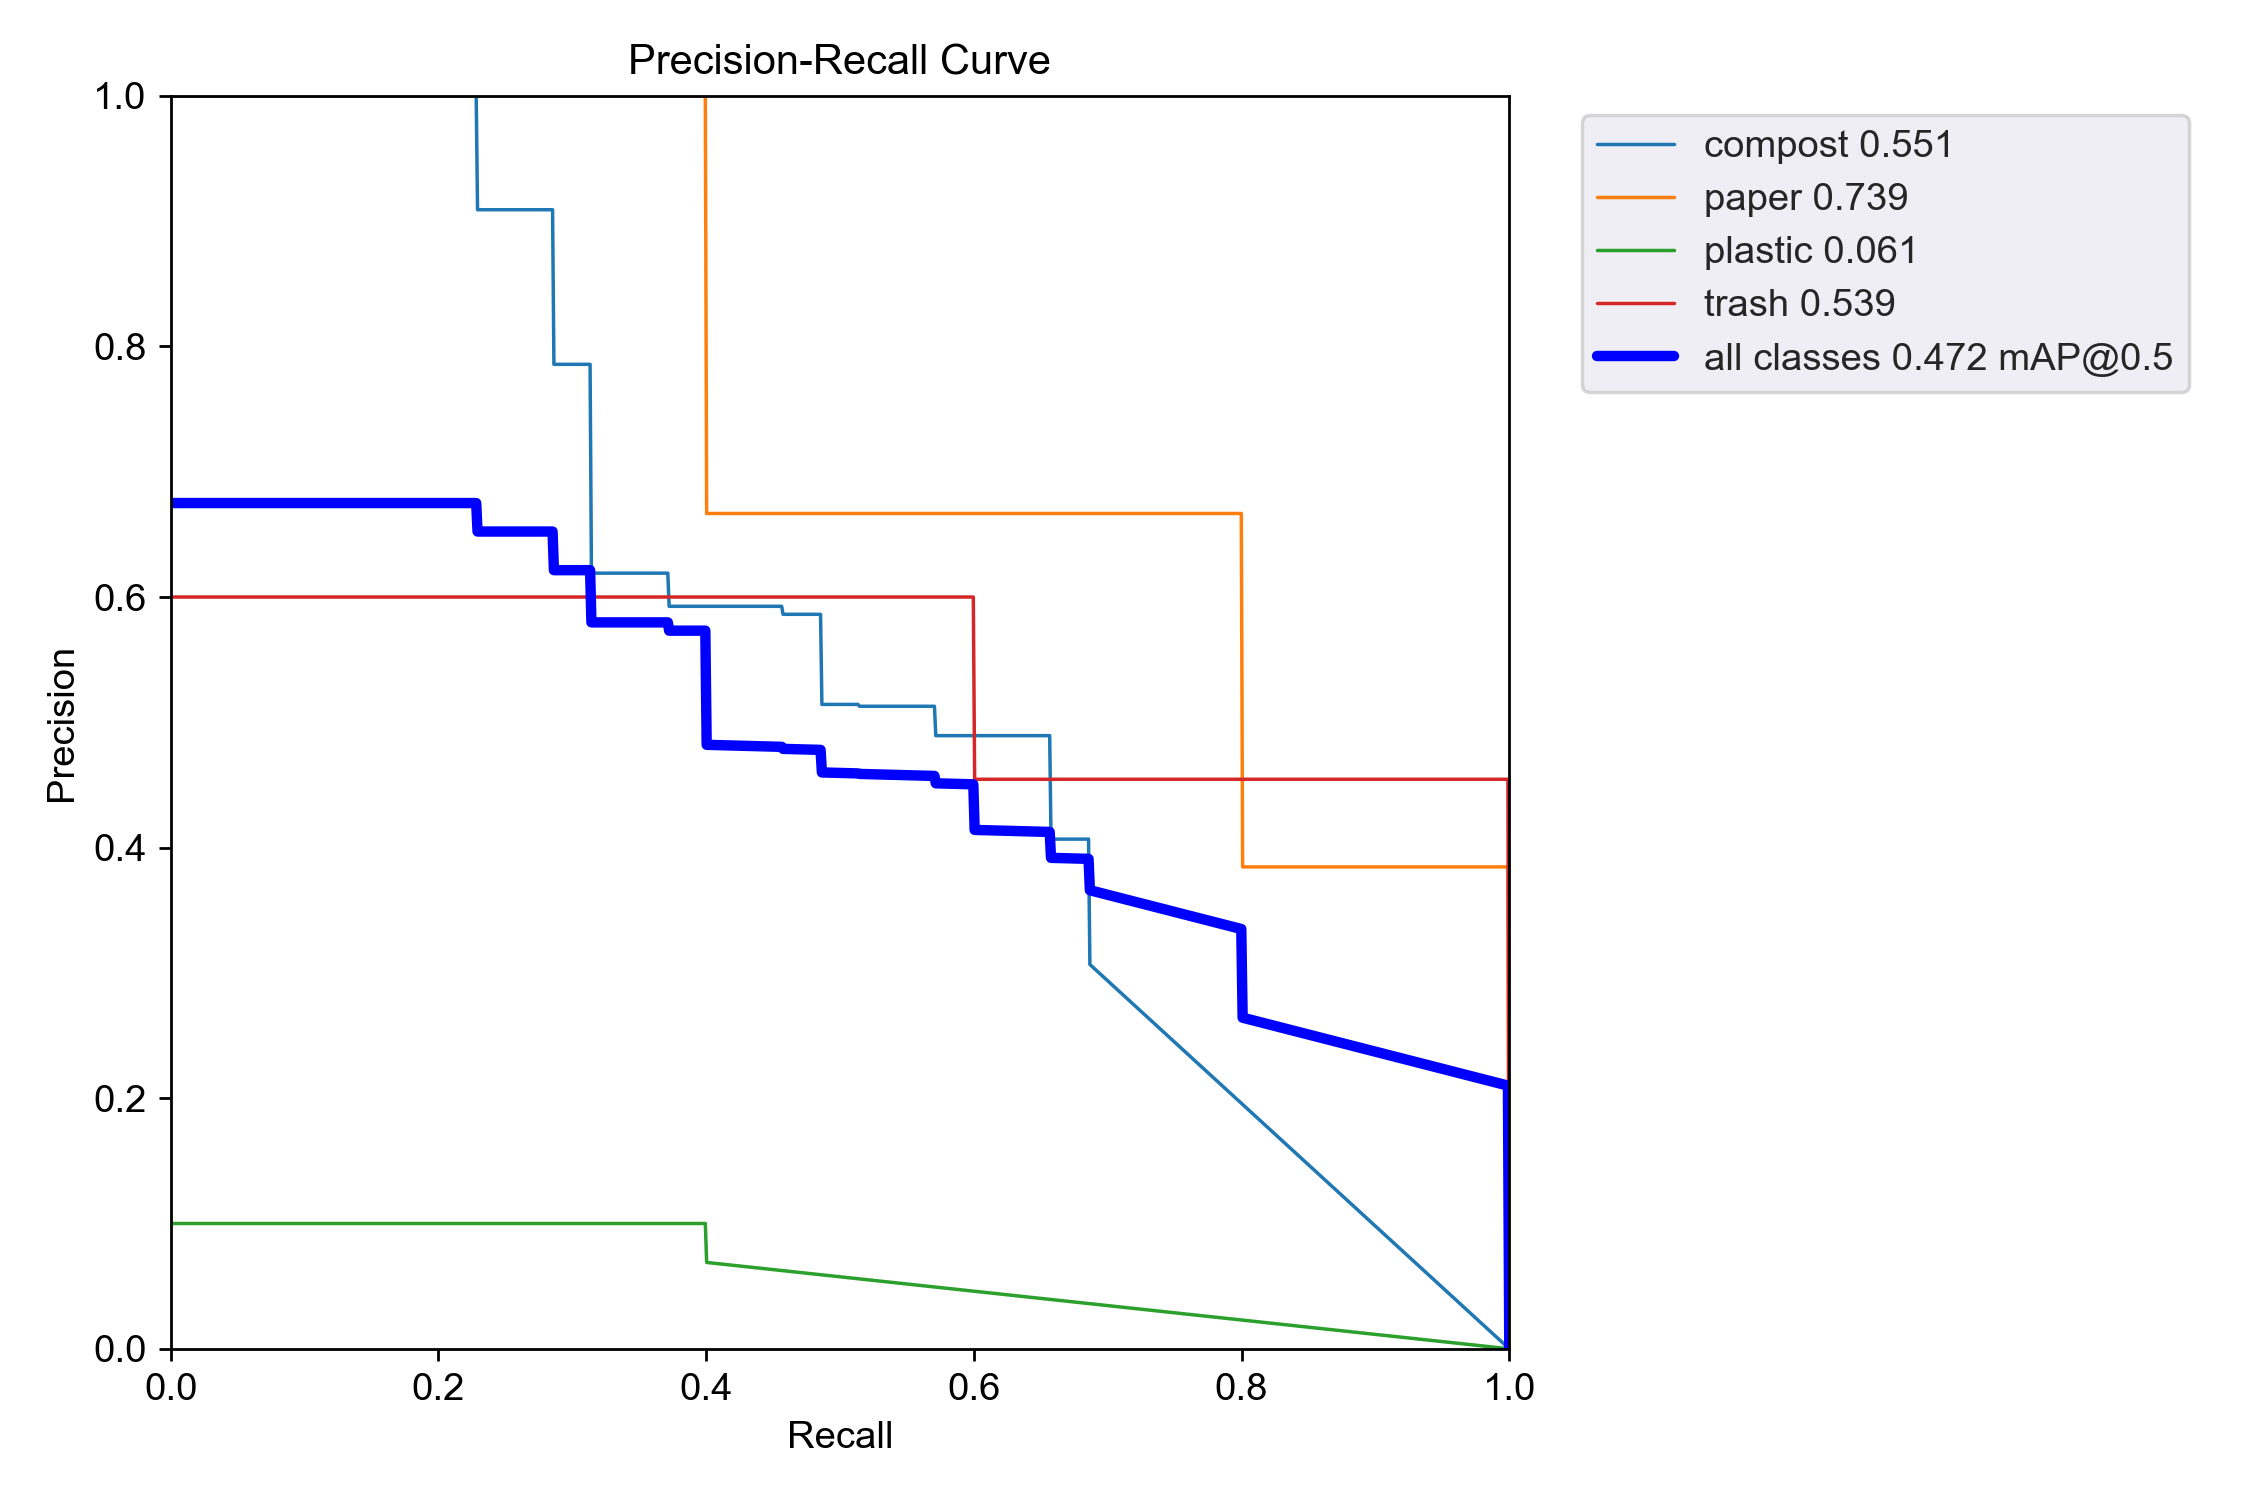 Precision-Recall Curve
1.0
0.8
0.6
0.4
0.2
0.0
Precision
0.0 0.2 0.4 0.6 0.8 1.0
Recall
compost 0.551
paper 0.739
plastic 0.061
trash 0.539
all classes 0.472 mAP@0.5